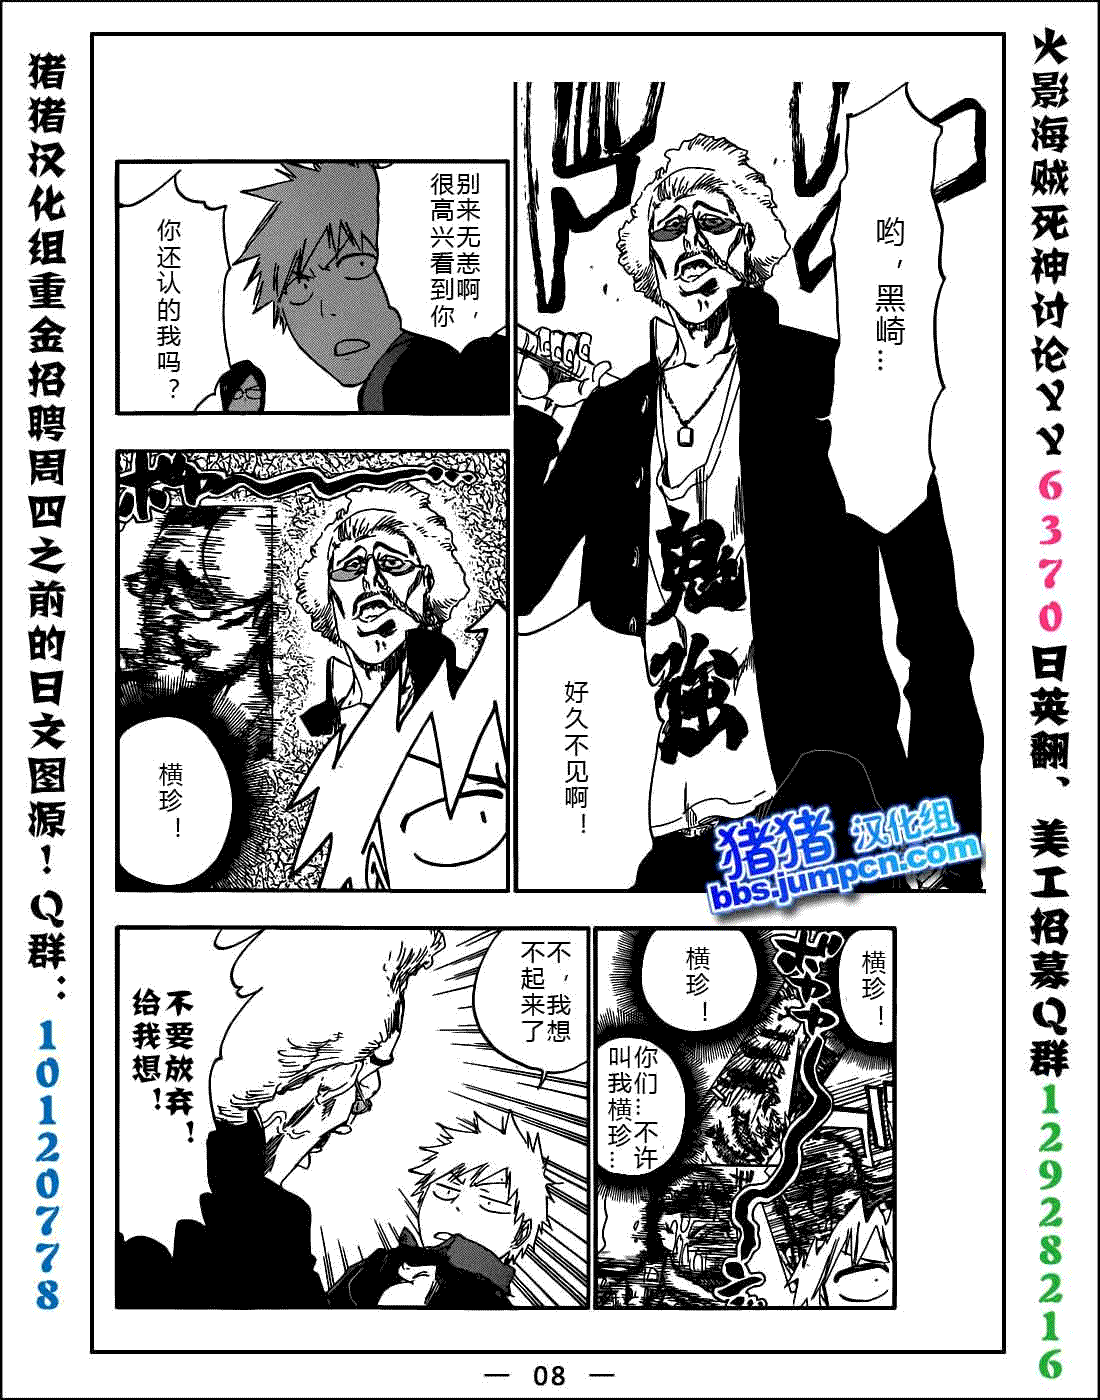 火影海贼死神讨论YY6370日英翻、美工招募Q群12928216
哟，黑崎…
鬼
強
好久不见啊！
别来无恙啊，
很高兴看到你
你还认的我吗？
横珍！
横珍！
横珍！
你们…不许
叫我横珍…
ボヤヤ
不，我想
不起来了
不要放弃！
给我想！
猪猪汉化组
bbs.jumpcn.com
猪猪汉化组重金招聘周四之前的日文图源！Q群：10120778
— 08 —